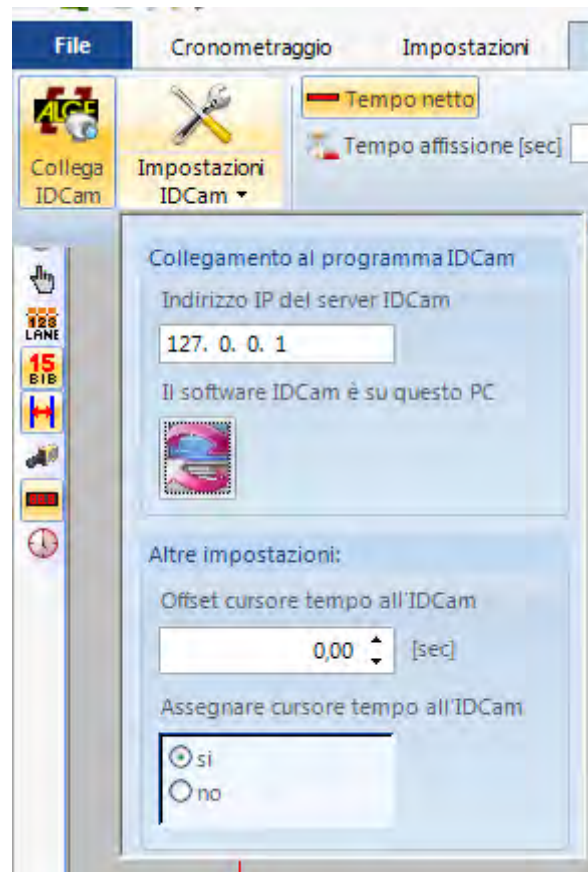 File Cronometraggio Impostazioni
ALGE
Tempo netto
Tempo affissione [sec]
Collega
IDCam
Impostazioni
IDCam
Collegamento al programma IDCam
Indirizzo IP del server IDCam
127. 0. 0. 1
Il software IDCam è su questo PC
128
LANE
15
BIB
Altre impostazioni:
Offset cursore tempo all'IDCam
0,00 [sec]
Assegnare cursore tempo all'IDCam
si
no